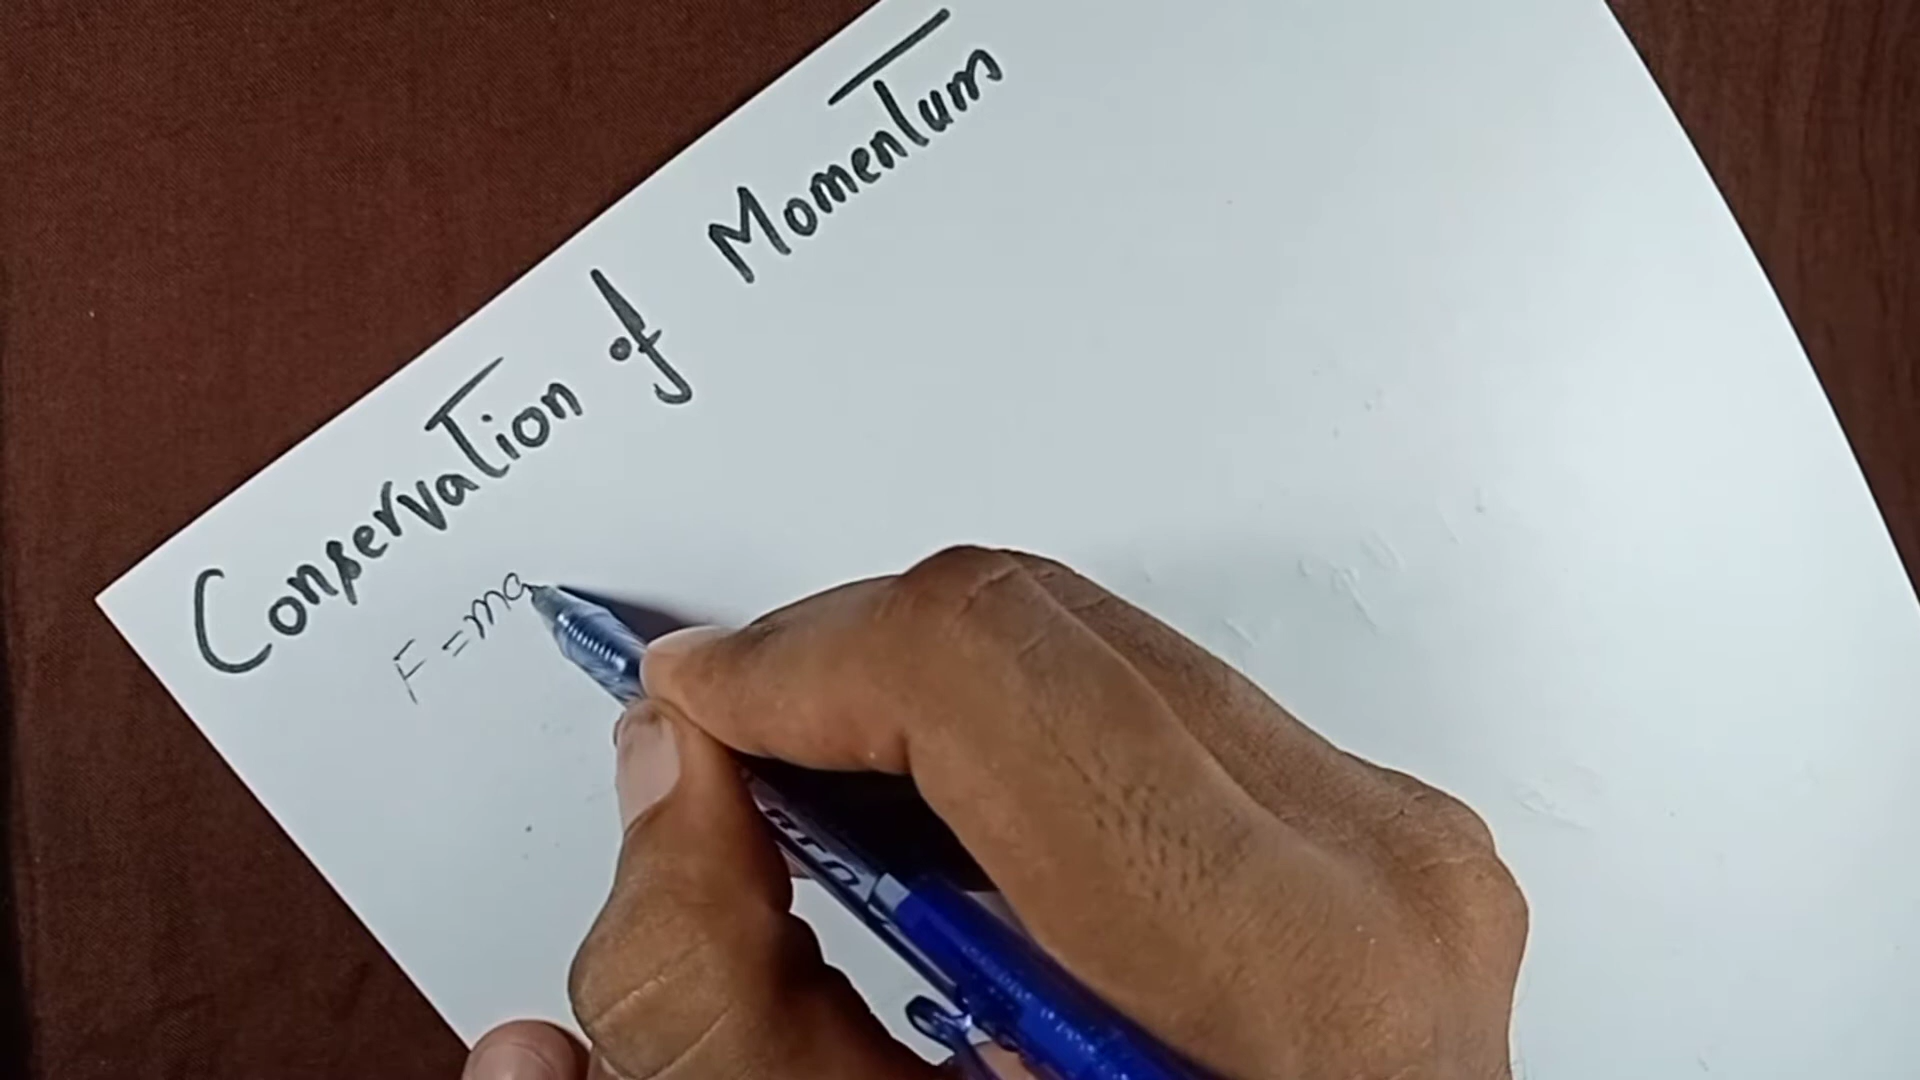 Conservation of Momentum
F = ma